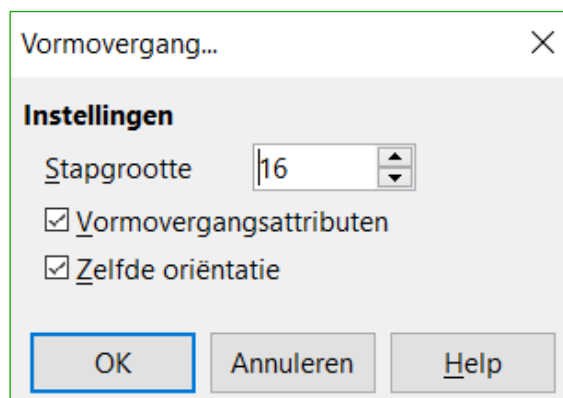 Vormovergang...
Instellingen
Stapgrootte 16
Vormovergangsattributen
Zelfde oriëntatie
OK Annuleren Help